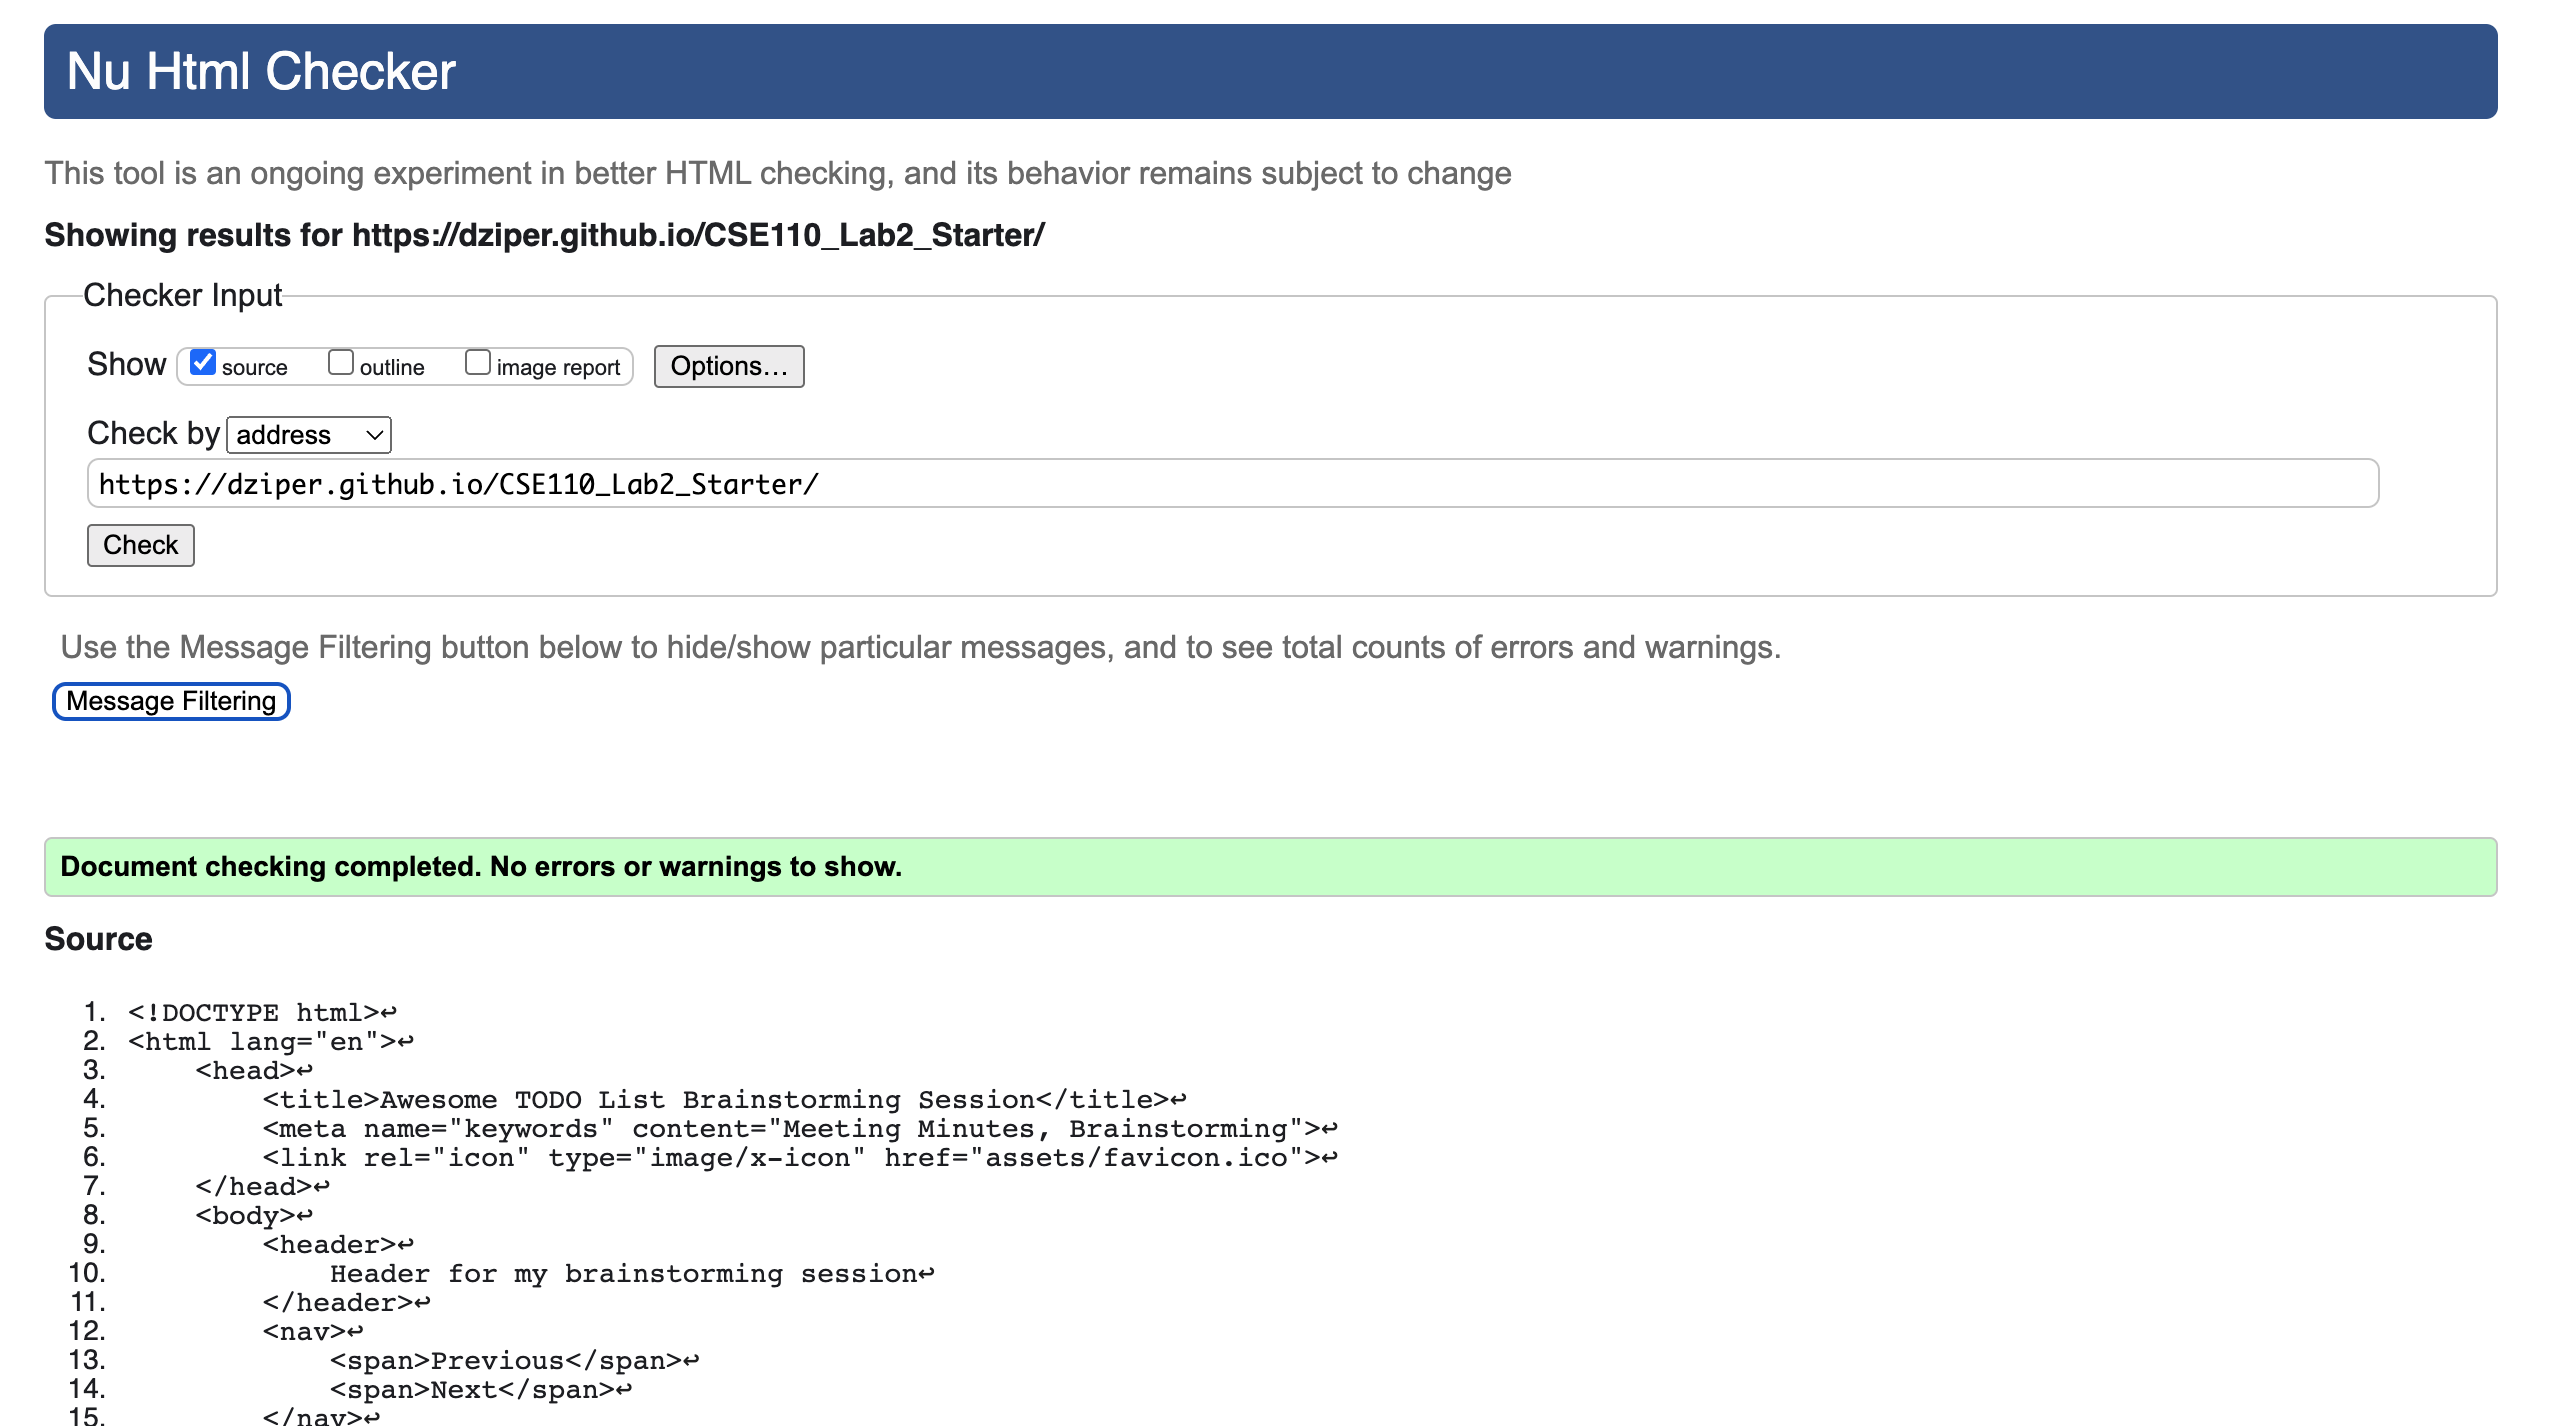 Nu Html Checker
This tool is an ongoing experiment in better HTML checking, and its behavior remains subject to change
Showing results for https://dziper.github.io/CSE110_Lab2_Starter/
Checker Input
Show source outline image report Options…
Check by address
https://dziper.github.io/CSE110_Lab2_Starter/
Check
Use the Message Filtering button below to hide/show particular messages, and to see total counts of errors and warnings.
Message Filtering
Document checking completed. No errors or warnings to show.
Source
1. <!DOCTYPE html>↩
2. <html lang="en">↩
3.     <head>↩
4.         <title>Awesome TODO List Brainstorming Session</title>↩
5.         <meta name="keywords" content="Meeting Minutes, Brainstorming">↩
6.         <link rel="icon" type="image/x-icon" href="assets/favicon.ico">↩
7.     </head>↩
8.     <body>↩
9.         <header>↩
10.             Header for my brainstorming session↩
11.         </header>↩
12.         <nav>↩
13.             <span>Previous</span>↩
14.             <span>Next</span>↩
15.         </nav>↩